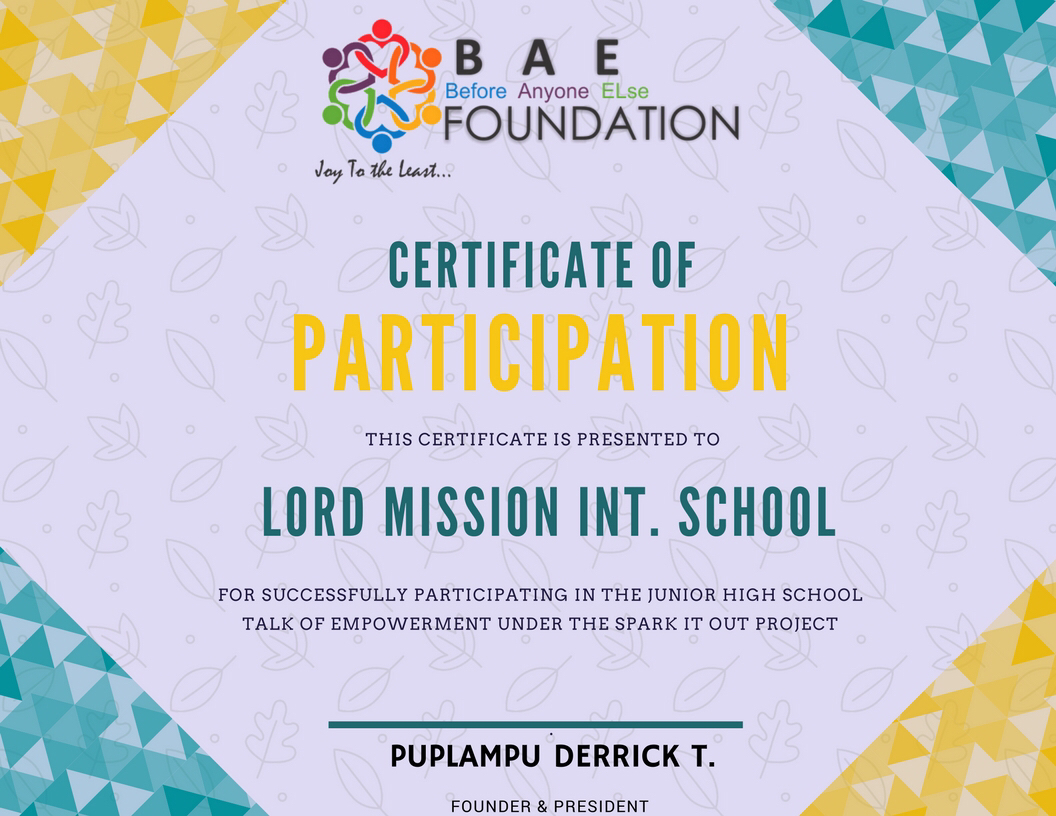 B A E
Before Anyone ELse
FOUNDATION
Joy To the Least...
CERTIFICATE OF
PARTICIPATION
THIS CERTIFICATE IS PRESENTED TO
LORD MISSION INT. SCHOOL
FOR SUCCESSFULLY PARTICIPATING IN THE JUNIOR HIGH SCHOOL
TALK OF EMPOWERMENT UNDER THE SPARK IT OUT PROJECT
PUPLAMPU DERRICK T.
FOUNDER & PRESIDENT